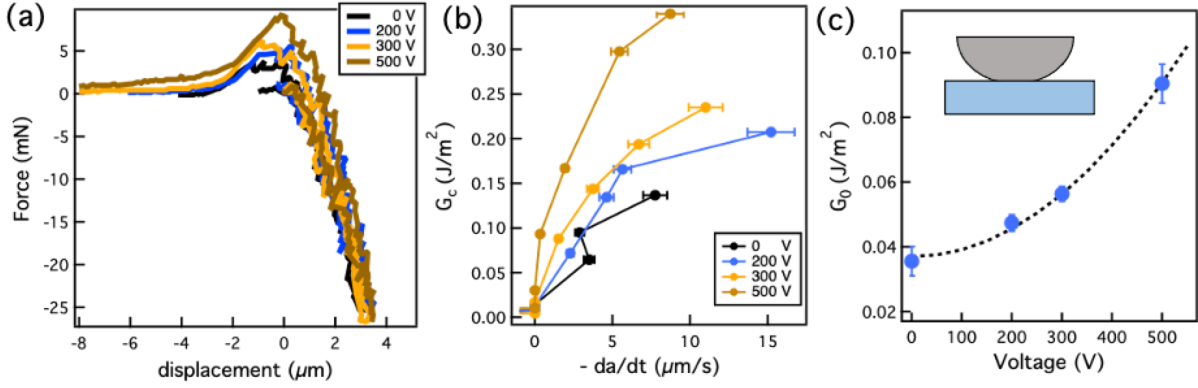 (a)
0 V
200 V
300 V
500 V
5
0
-5
-10
-15
-20
-25
Force (mN)
-8 -6 -4 -2 0 2 4
displacement (μm)
(b)
0.30
0.25
0.20
0.15
0.10
0.05
0.00
G_c (J/m²)
0 V
200 V
300 V
500 V
0 5 10 15
- da/dt (μm/s)
(c)
0.10
0.08
0.06
0.04
0.02
G₀ (J/m²)
0 100 200 300 400 500
Voltage (V)